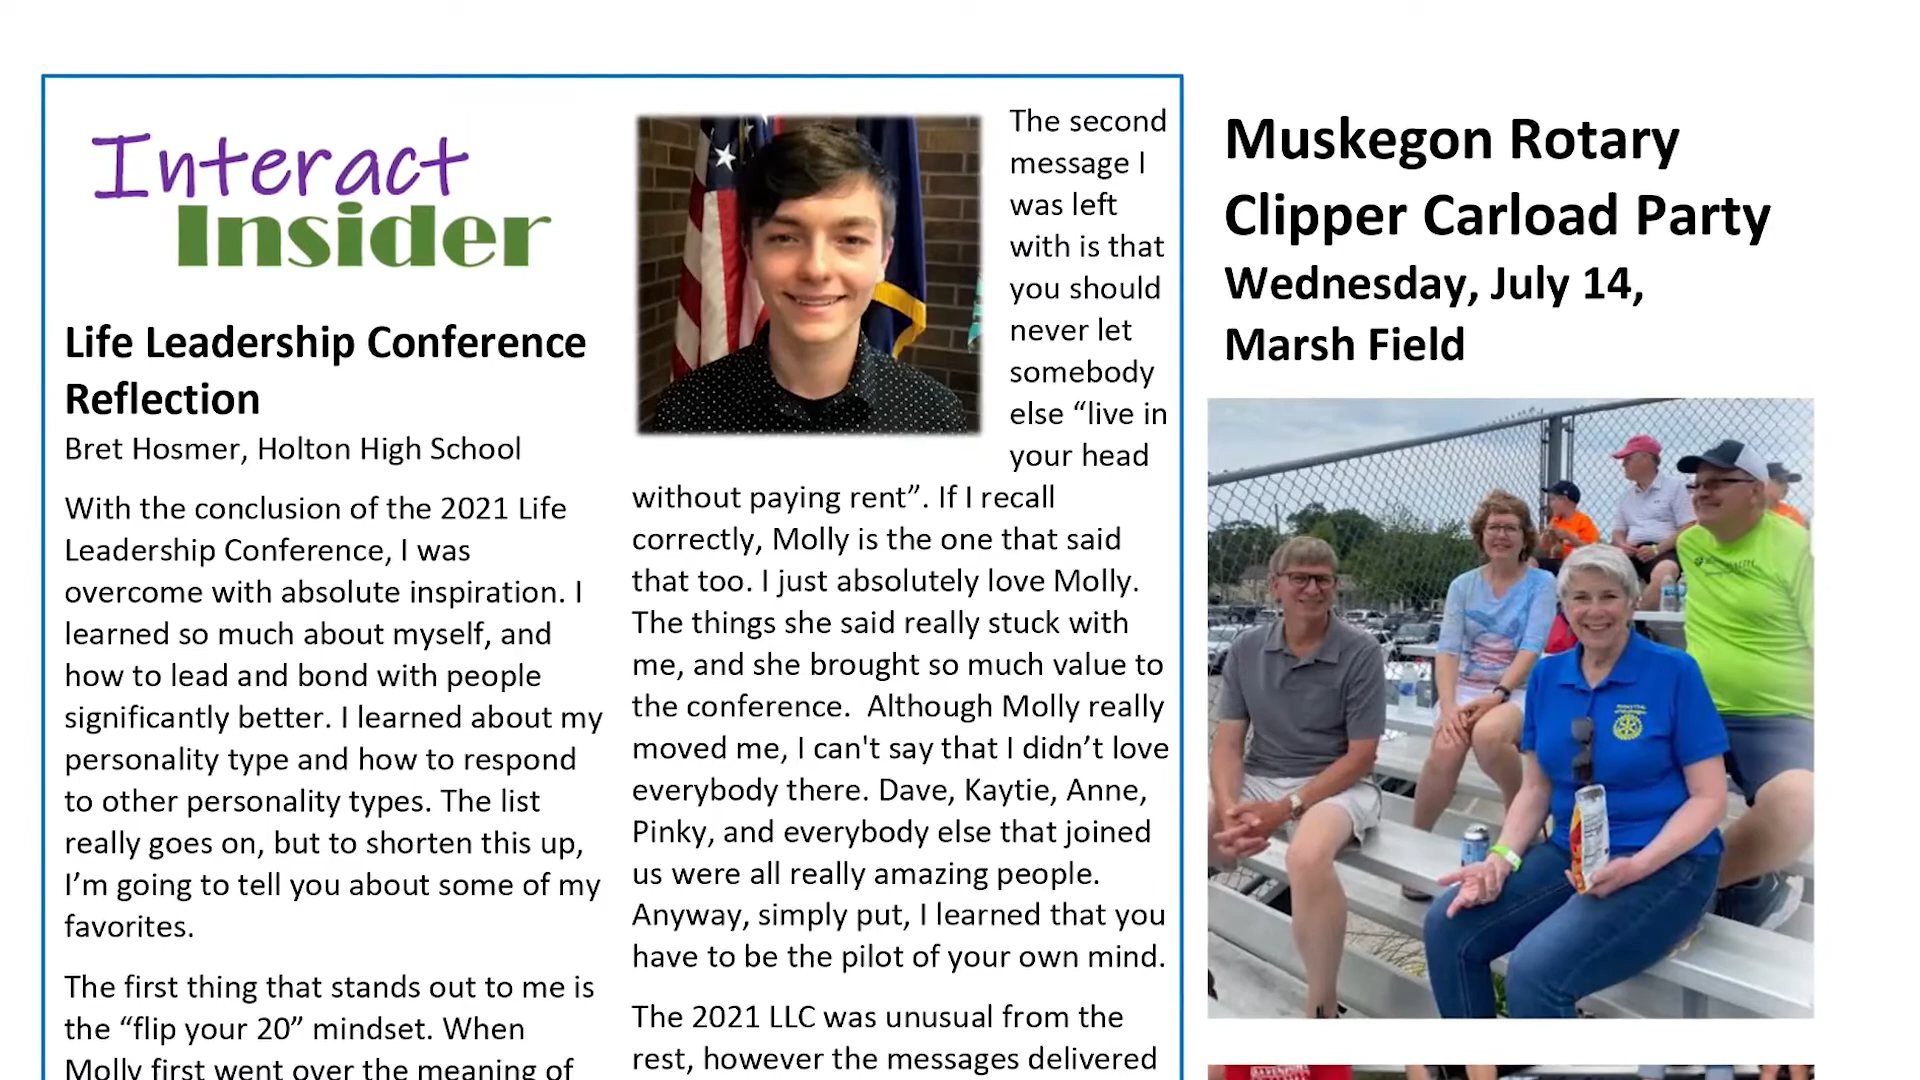 Interact
Insider
Life Leadership Conference
Reflection
Bret Hosmer, Holton High School
With the conclusion of the 2021 Life
Leadership Conference, I was
overcome with absolute inspiration. I
learned so much about myself, and
how to lead and bond with people
significantly better. I learned about my
personality type and how to respond
to other personality types. The list
really goes on, but to shorten this up,
I’m going to tell you about some of my
favorites.
The first thing that stands out to me is
the “flip your 20” mindset. When
Molly first went over the meaning of
The second
message I
was left
with is that
you should
never let
somebody
else “live in
your head
without paying rent”. If I recall
correctly, Molly is the one that said
that too. I just absolutely love Molly.
The things she said really stuck with
me, and she brought so much value to
the conference.  Although Molly really
moved me, I can't say that I didn’t love
everybody there. Dave, Kaytie, Anne,
Pinky, and everybody else that joined
us were all really amazing people.
Anyway, simply put, I learned that you
have to be the pilot of your own mind.
The 2021 LLC was unusual from the
rest, however the messages delivered
Muskegon Rotary
Clipper Carload Party
Wednesday, July 14,
Marsh Field